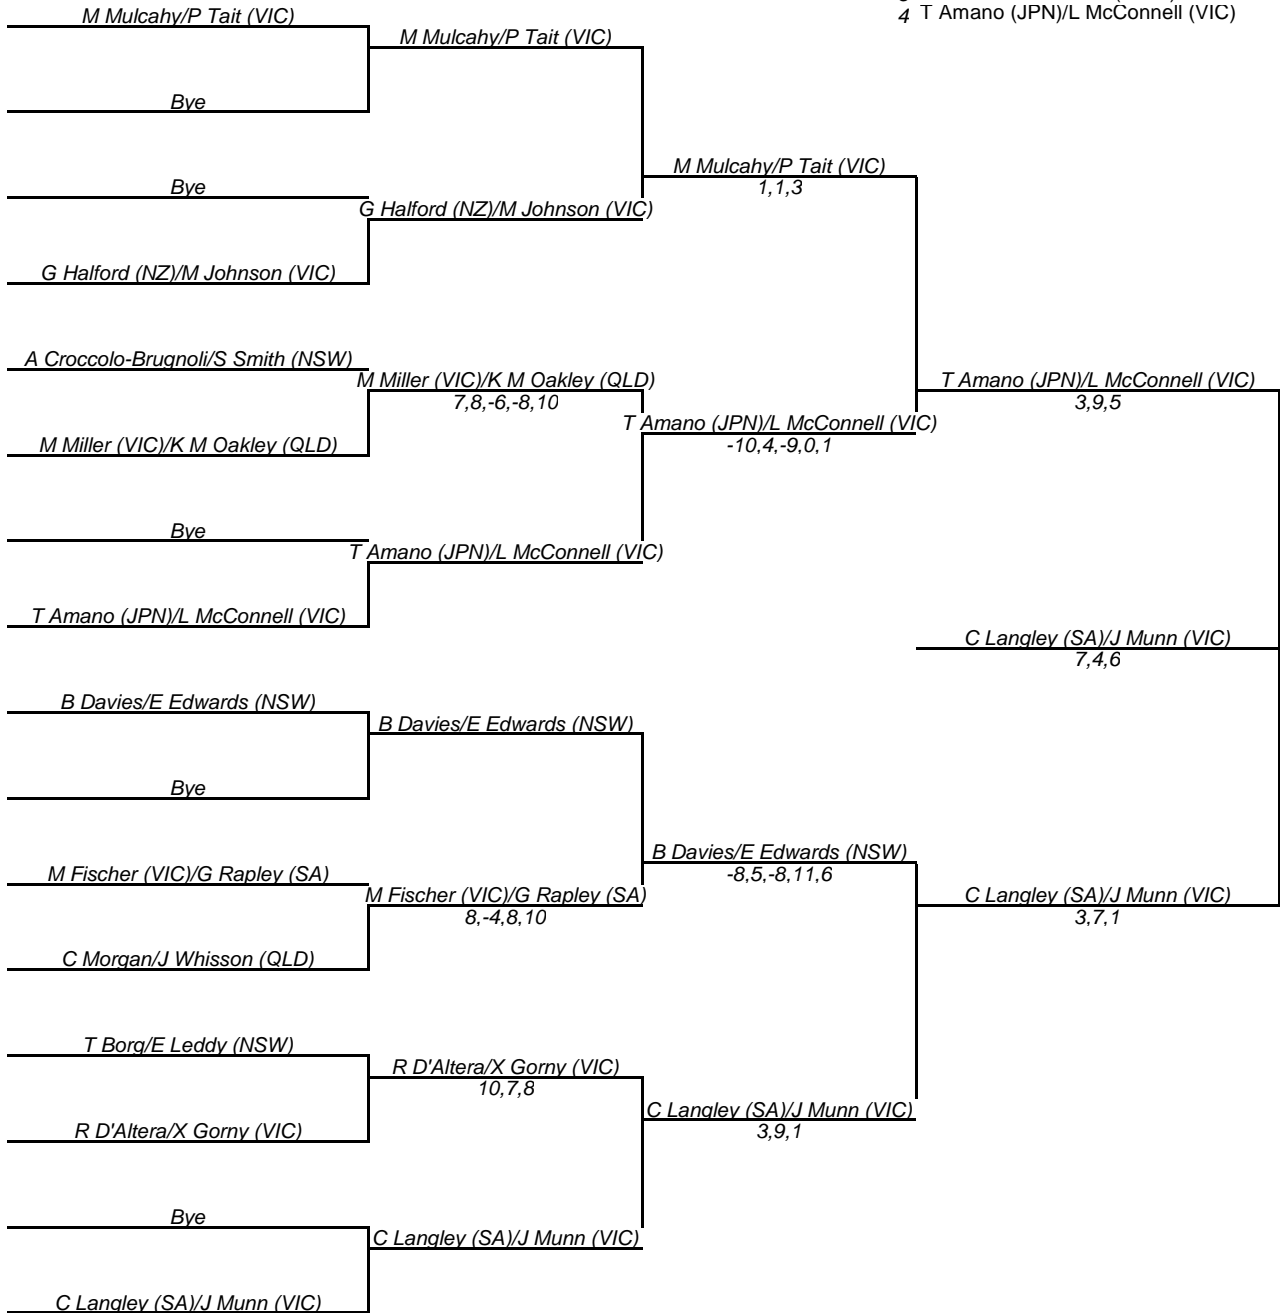 4 T Amano (JPN)/L McConnell (VIC)
M Mulcahy/P Tait (VIC)
M Mulcahy/P Tait (VIC)
Bye
M Mulcahy/P Tait (VIC)
1,1,3
Bye
G Halford (NZ)/M Johnson (VIC)
G Halford (NZ)/M Johnson (VIC)
A Croccolo-Brugnoli/S Smith (NSW)
M Miller (VIC)/K M Oakley (QLD)
7,8,-6,-8,10
T Amano (JPN)/L McConnell (VIC)
3,9,5
T Amano (JPN)/L McConnell (VIC)
-10,4,-9,0,1
M Miller (VIC)/K M Oakley (QLD)
Bye
T Amano (JPN)/L McConnell (VIC)
T Amano (JPN)/L McConnell (VIC)
C Langley (SA)/J Munn (VIC)
7,4,6
B Davies/E Edwards (NSW)
B Davies/E Edwards (NSW)
Bye
B Davies/E Edwards (NSW)
-8,5,-8,11,6
M Fischer (VIC)/G Rapley (SA)
M Fischer (VIC)/G Rapley (SA)
8,-4,8,10
C Langley (SA)/J Munn (VIC)
3,7,1
C Morgan/J Whisson (QLD)
T Borg/E Leddy (NSW)
R D'Altera/X Gorny (VIC)
10,7,8
C Langley (SA)/J Munn (VIC)
3,9,1
R D'Altera/X Gorny (VIC)
Bye
C Langley (SA)/J Munn (VIC)
C Langley (SA)/J Munn (VIC)